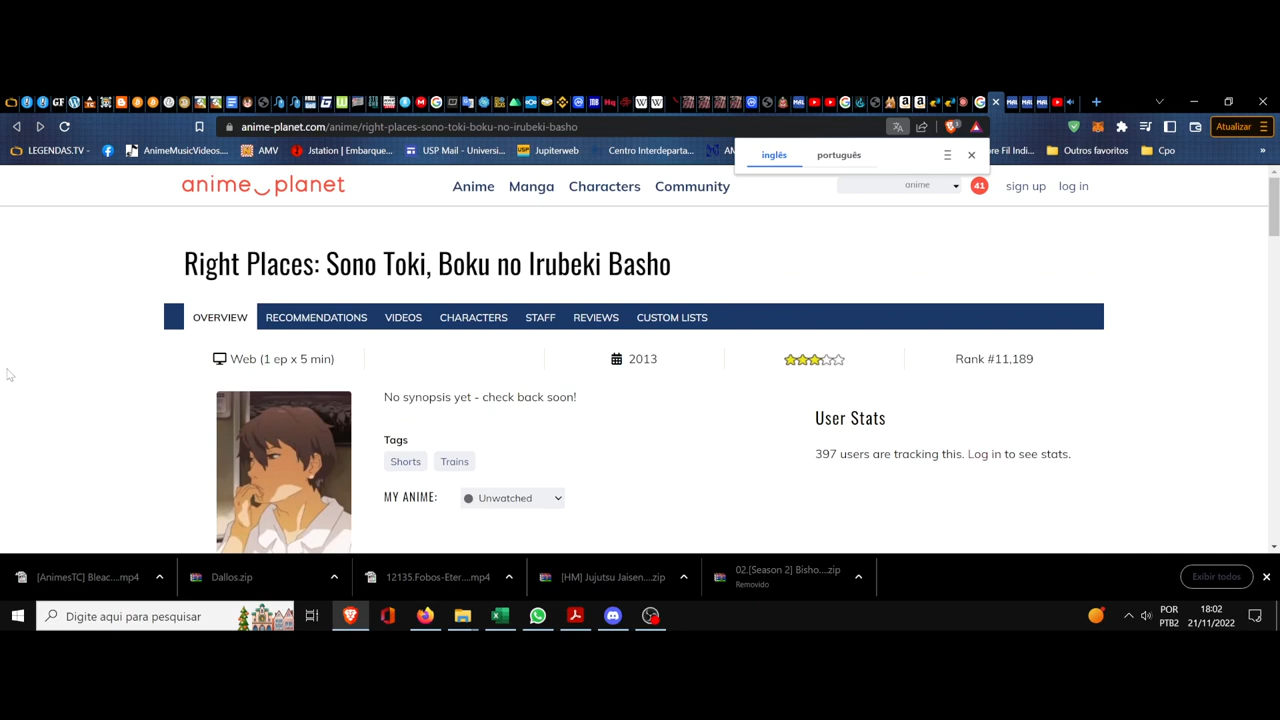 GF
anime-planet.com/anime/right-places-sono-toki-boku-no-irubeki-basho
Atualizar
LEGENDAS.TV
AnimeMusicVideos....
AMV
Jstation | Embarque...
USP Mail - Universi...
Jupiterweb
Centro Interdeparta...
inglês
português
Outros favoritos
Cpo
anime planet
Anime
Manga
Characters
Community
anime
41
sign up
log in
Right Places: Sono Toki, Boku no Irubeki Basho
OVERVIEW
RECOMMENDATIONS
VIDEOS
CHARACTERS
STAFF
REVIEWS
CUSTOM LISTS
Web (1 ep x 5 min)
2013
Rank #11,189
No synopsis yet - check back soon!
Tags
Shorts
Trains
MY ANIME:
Unwatched
User Stats
397 users are tracking this. Log in to see stats.
[AnimesTC] Bleac....mp4
Dallos.zip
12135.Fobos-Eter....mp4
[HM] Jujutsu Jaisen....zip
02.[Season 2] Bisho....zip
Removido
Exibir todos
Digite aqui para pesquisar
POR
PTB2
18:02
21/11/2022